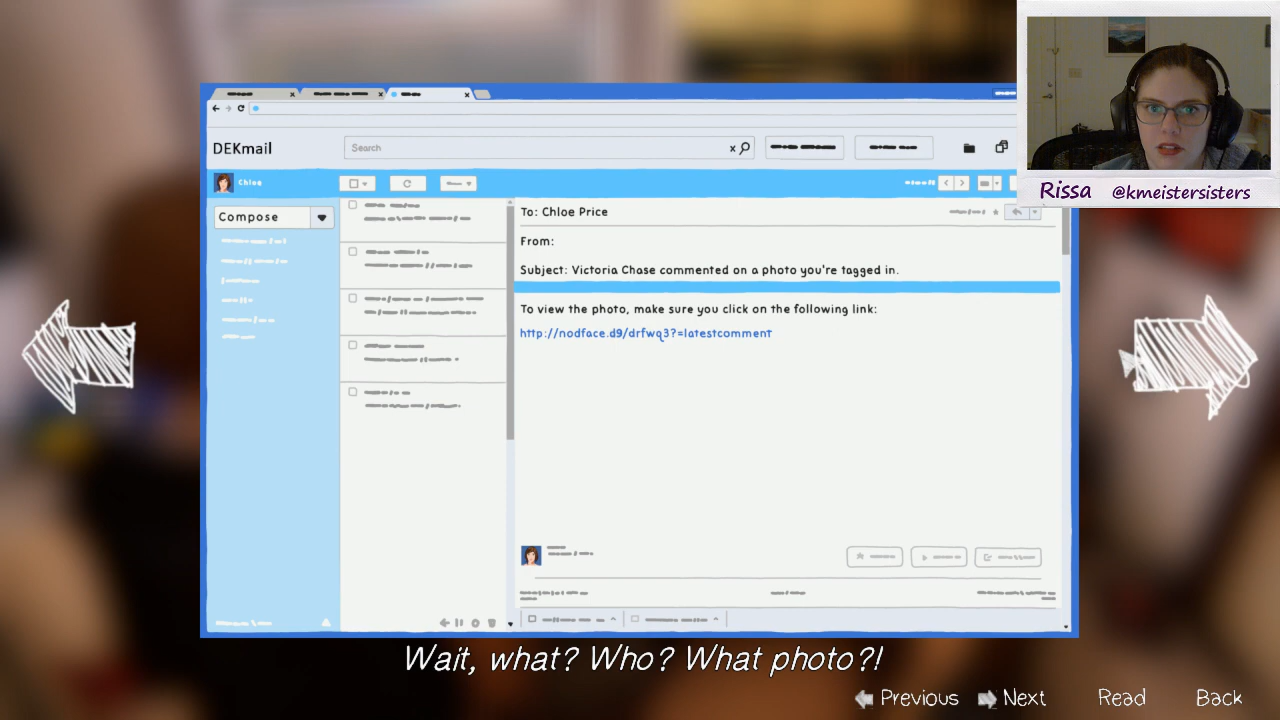 DEKmail
Search
Chloe
Compose
To: Chloe Price
From:
Subject: Victoria Chase commented on a photo you're tagged in.
To view the photo, make sure you click on the following link:
http://nodface.d9/drfwq3?=latestcomment
Rissa @kmeistersisters
Wait, what? Who? What photo?!
Previous Next Read Back